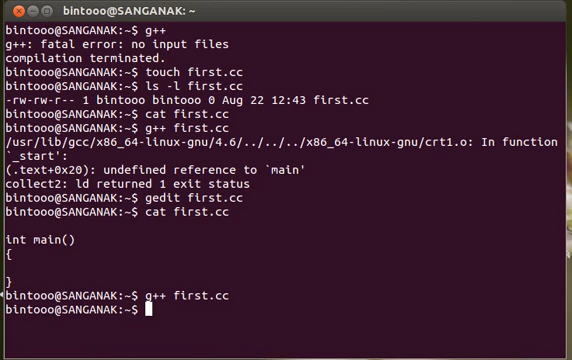 bintooo@SANGANAK: ~
bintooo@SANGANAK:~$ g++
g++: fatal error: no input files
compilation terminated.
bintooo@SANGANAK:~$ touch first.cc
bintooo@SANGANAK:~$ ls -l first.cc
-rw-rw-r-- 1 bintooo bintooo 0 Aug 22 12:43 first.cc
bintooo@SANGANAK:~$ cat first.cc
bintooo@SANGANAK:~$ g++ first.cc
/usr/lib/gcc/x86_64-linux-gnu/4.6/../../../x86_64-linux-gnu/crt1.o: In function
`_start':
(.text+0x20): undefined reference to `main'
collect2: ld returned 1 exit status
bintooo@SANGANAK:~$ gedit first.cc
bintooo@SANGANAK:~$ cat first.cc
int main()
{
}
bintooo@SANGANAK:~$ g++ first.cc
bintooo@SANGANAK:~$